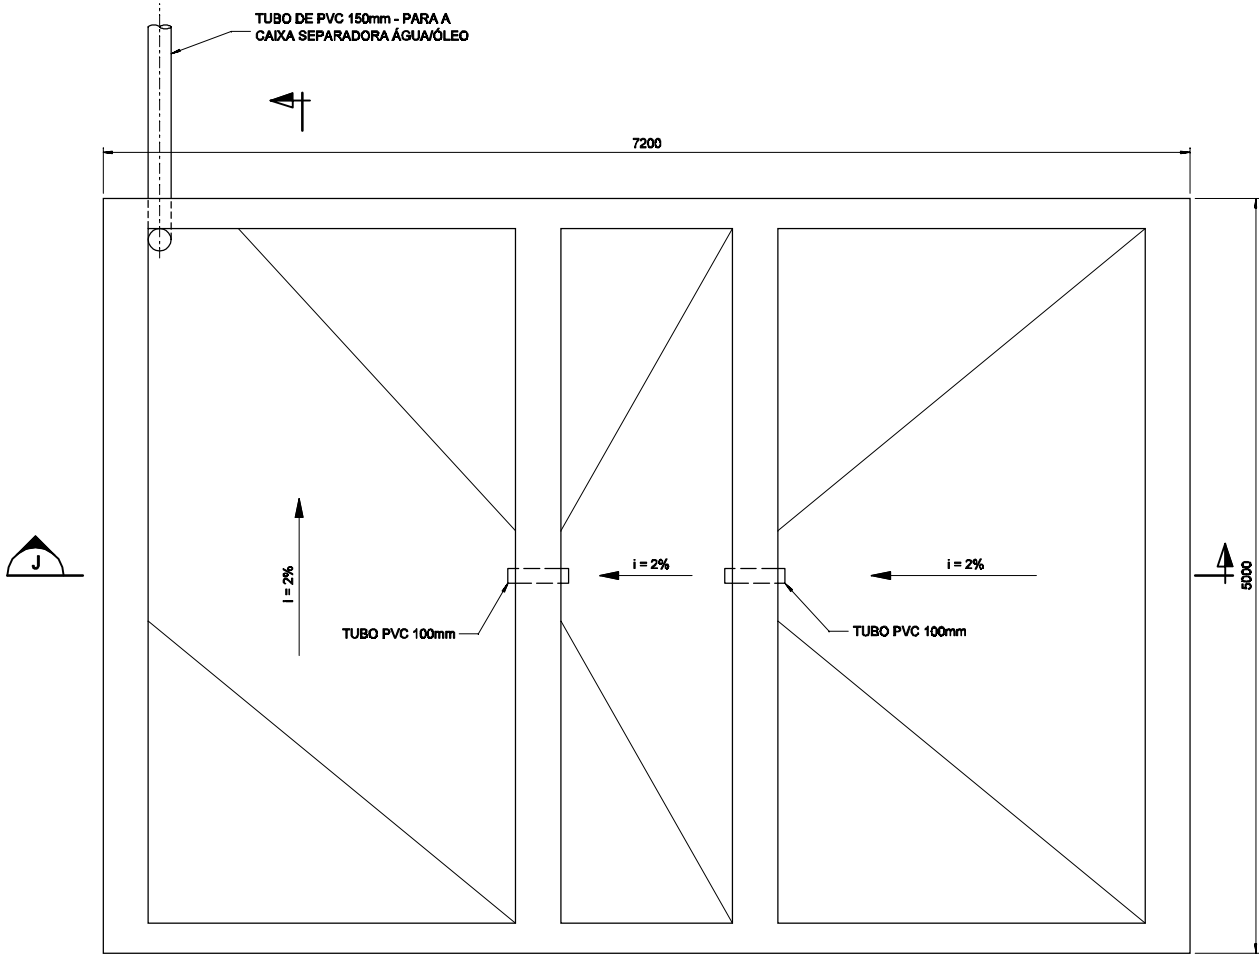 TUBO DE PVC 150mm - PARA A
CAIXA SEPARADORA ÁGUA/ÓLEO
7200
J
i = 2%
i = 2%
i = 2%
5000
TUBO PVC 100mm
TUBO PVC 100mm